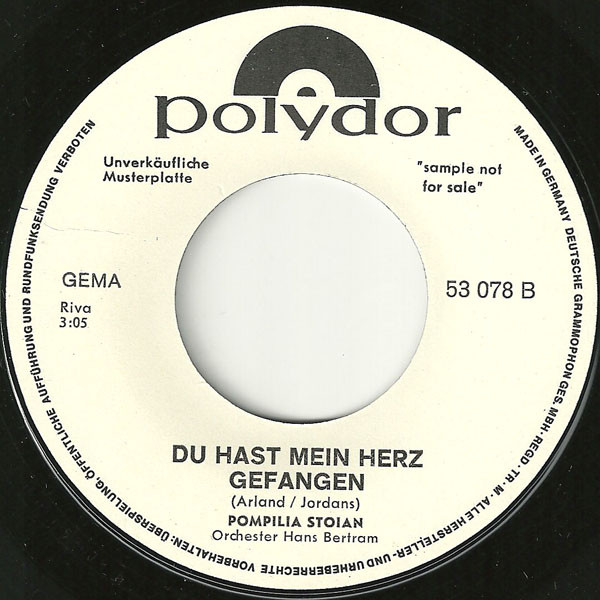 polydor
Unverkäufliche
Musterplatte
"sample not
for sale"
GEMA
Riva
3:05
53 078 B
DU HAST MEIN HERZ
GEFANGEN
(Arland / Jordans)
POMPILIA STOIAN
Orchester Hans Bertram
MADE IN GERMANY DEUTSCHE GRAMMOPHON GES. MBH · REGD · TR · M · ALLE HERSTELLER- UND URHEBERRECHTE VORBEHALTEN: ÜBERSPIELUNG, ÖFFENTLICHE AUFFÜHRUNG UND RUNDFUNKSENDUNG VERBOTEN